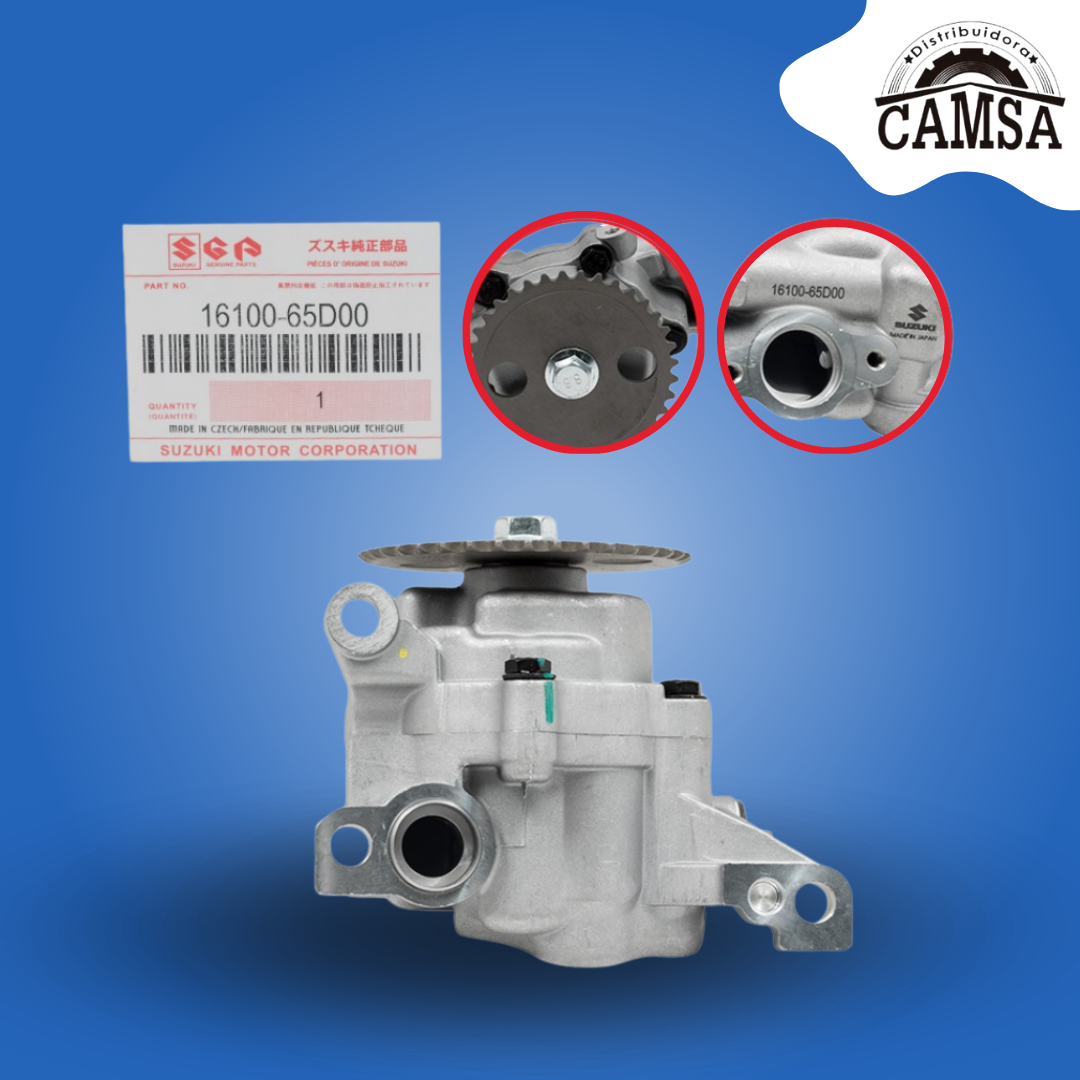 Distribuidora
CAMSA
SGP
SUZUKI
GENUINE PARTS
スズキ純正部品
PIÈCES D' ORIGINE DE SUZUKI
PART NO.
16100-65D00
QUANTITY
(QUANTITÉ)
1
MADE IN CZECH/FABRIQUE EN REPUBLIQUE TCHEQUE
SUZUKI MOTOR CORPORATION
16100-65D00
SUZUKI
MADE IN JAPAN